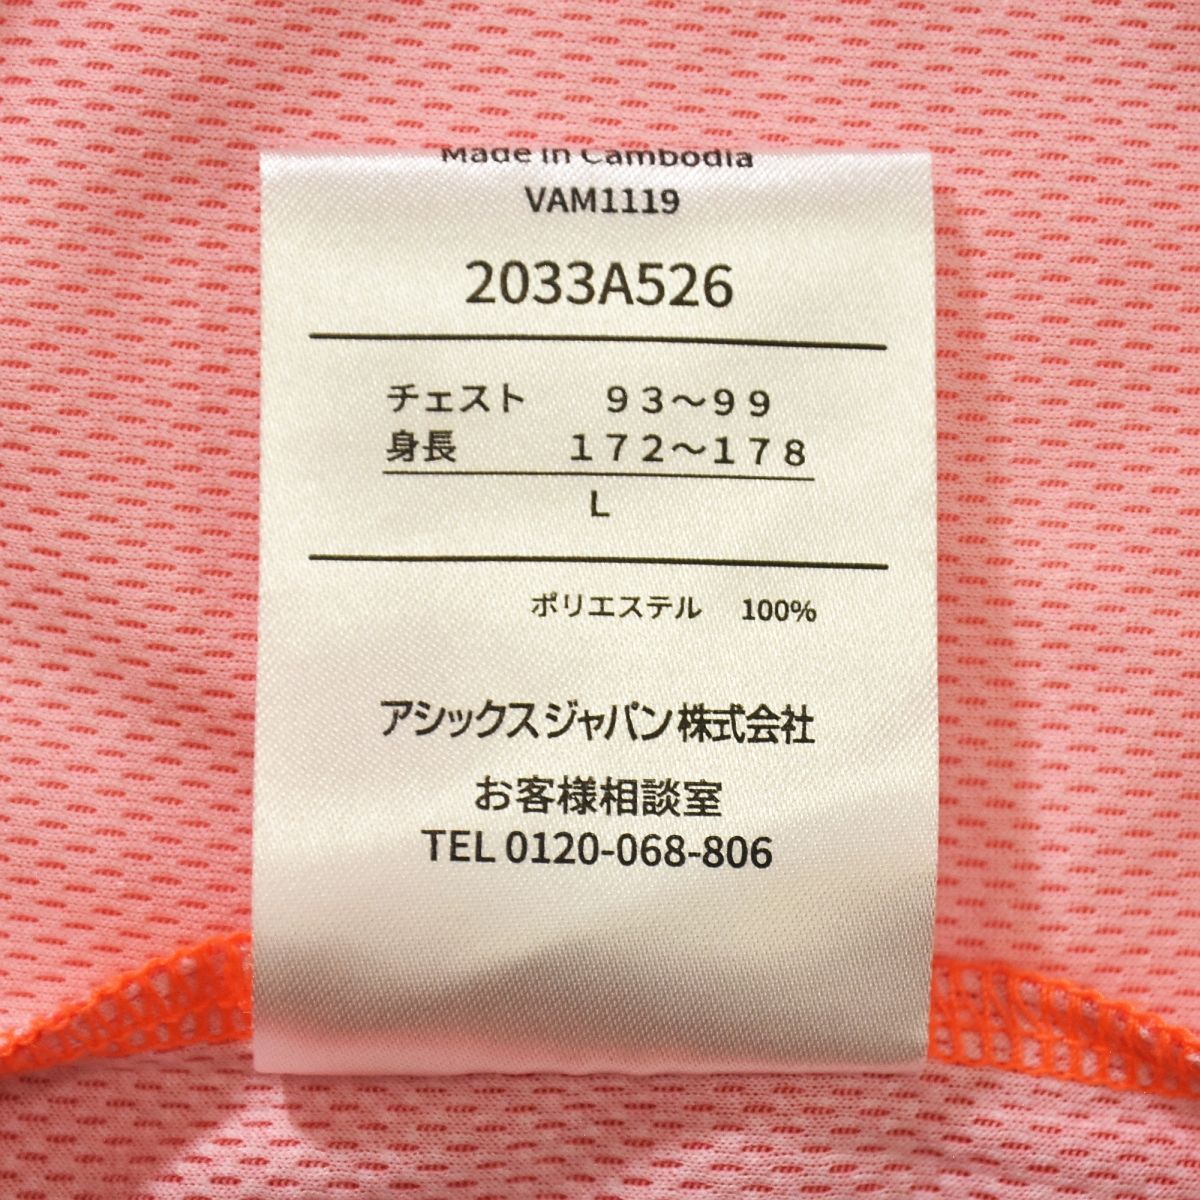 Made in Cambodia
VAM1119
2033A526
チェスト 93～99
身長 172～178
L
ポリエステル 100%
アシックスジャパン株式会社
お客様相談室
TEL 0120-068-806